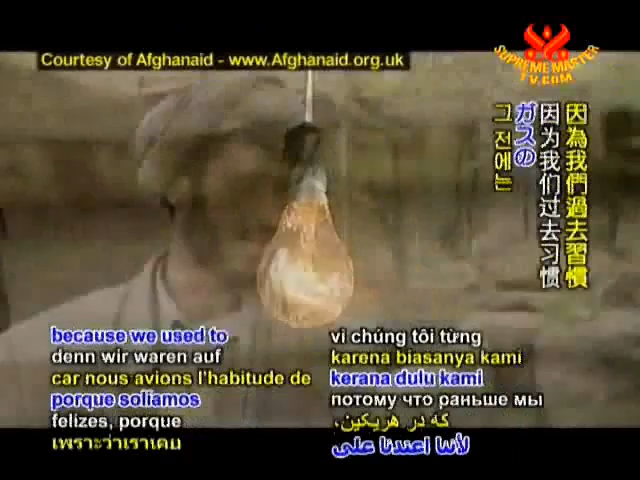 Courtesy of Afghanaid - www.Afghanaid.org.uk
SUPREME MASTER
TV.COM
因為我們過去習慣
因为我们过去习惯
ガスの
그 전에는
because we used to
denn wir waren auf
car nous avions l'habitude de
porque solíamos
felizes, porque
เพราะว่าเราเคย
vì chúng tôi từng
karena biasanya kami
kerana dulu kami
потому что раньше мы
که در هریکین،
لأننا اعتدنا على